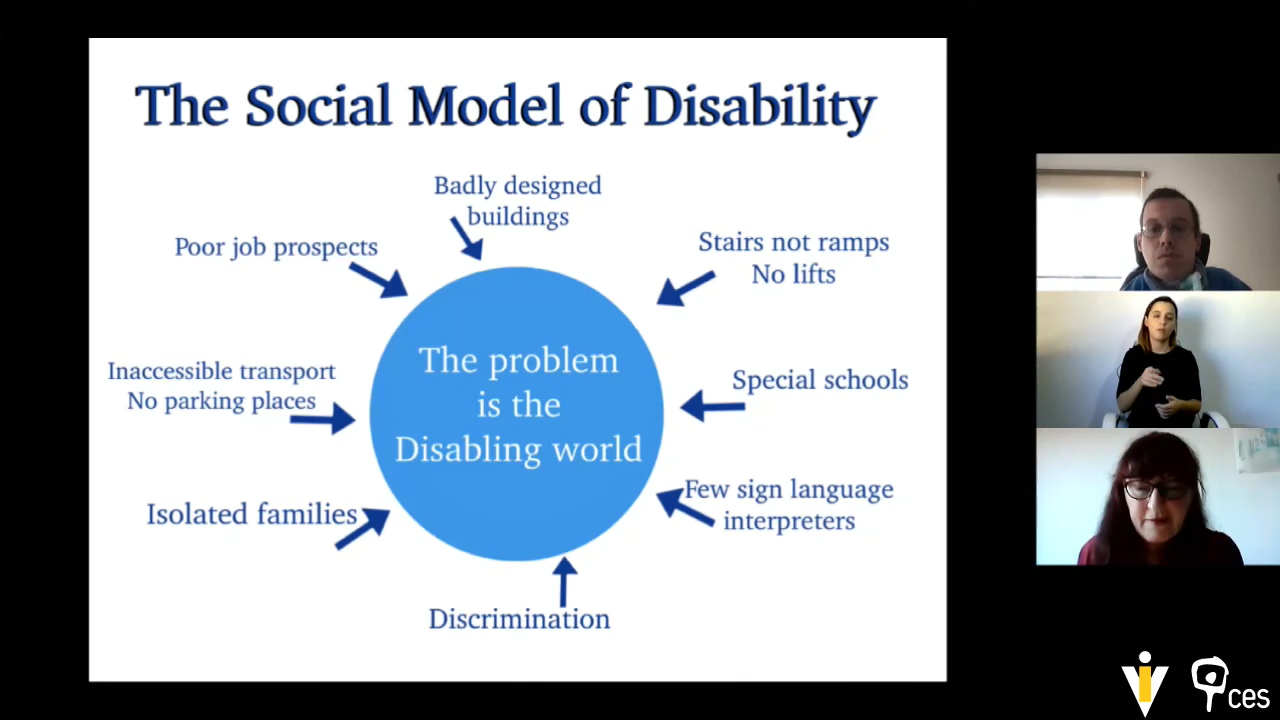 The Social Model of Disability
Badly designed
buildings
Poor job prospects
Stairs not ramps
No lifts
Inaccessible transport
No parking places
The problem
is the
Disabling world
Special schools
Isolated families
Few sign language
interpreters
Discrimination
ces